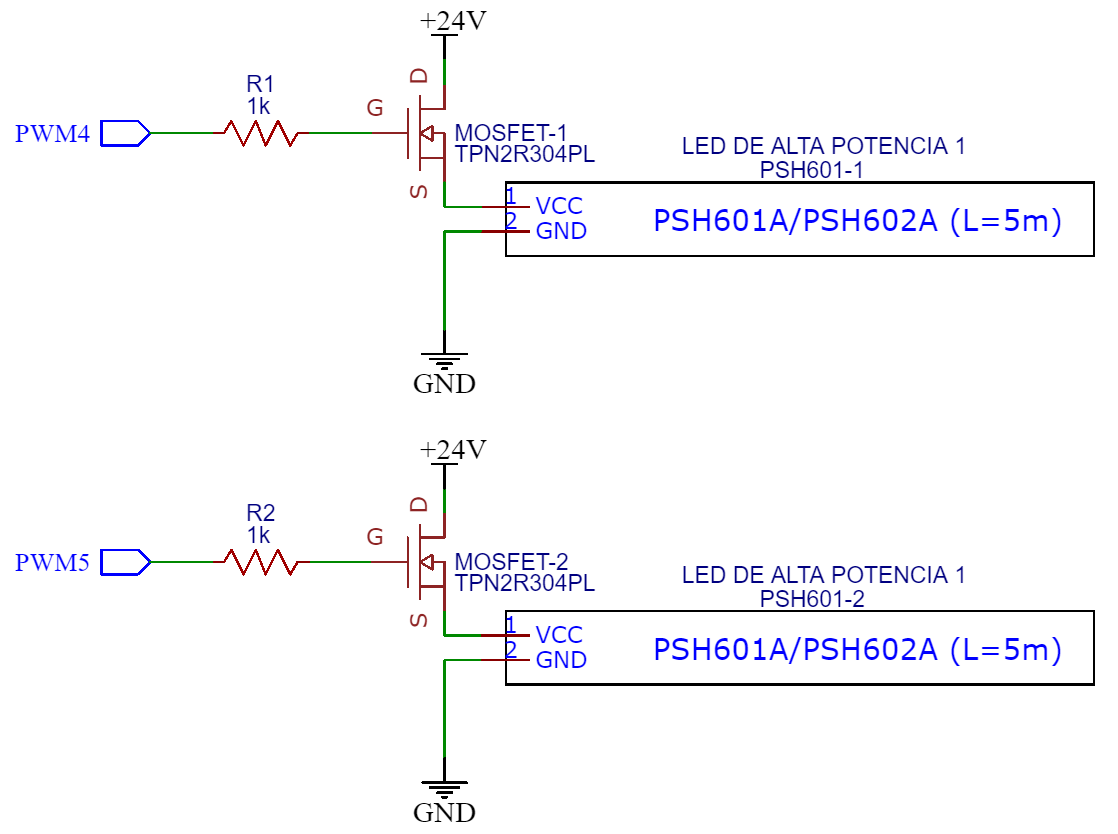 +24V
D
R1
1k
G
PWM4
MOSFET-1
TPN2R304PL
S
LED DE ALTA POTENCIA 1
PSH601-1
1
VCC
2
GND
PSH601A/PSH602A (L=5m)
GND
+24V
D
R2
1k
G
PWM5
MOSFET-2
TPN2R304PL
S
LED DE ALTA POTENCIA 1
PSH601-2
1
VCC
2
GND
PSH601A/PSH602A (L=5m)
GND